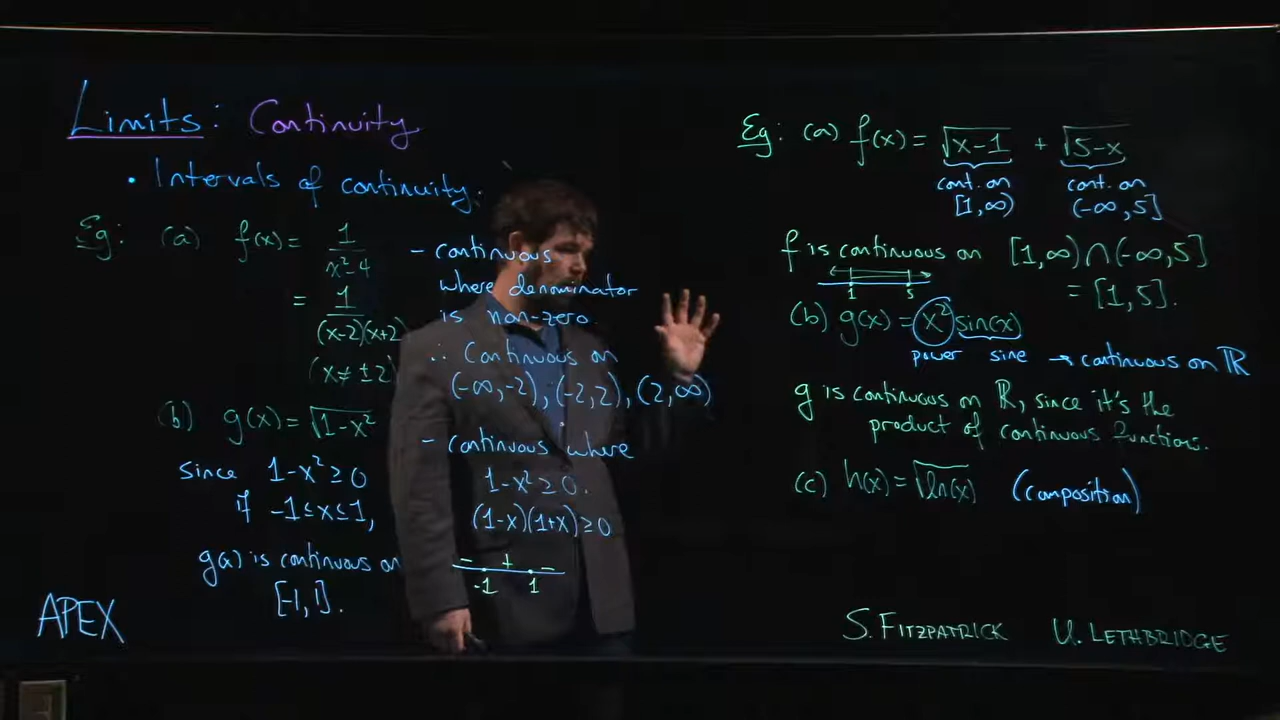 Limits: Continuity
• Intervals of continuity.
Eg: (a) f(x) = 1/(x²-4)
= 1/((x-2)(x+2))
(x ≠ ±2)
- continuous
where denominator
is non-zero.
∴ Continuous on
(-∞,-2), (-2,2), (2,∞)
(b) g(x) = √(1-x²)
since 1-x² ≥ 0
if -1 ≤ x ≤ 1,
g(x) is continuous on
[-1,1].
- continuous where
1-x² ≥ 0.
(1-x)(1+x) ≥ 0
- + -
-1 1
APEX
Eg: (a) f(x) = √(x-1) + √(5-x)
cont. on cont. on
[1,∞) (-∞,5]
f is continuous on [1,∞) ∩ (-∞,5]
= [1,5].
1 5
(b) g(x) = x² sin(x)
power sine → continuous on ℝ
g is continuous on ℝ, since it's the
product of continuous functions.
(c) h(x) = √ln(x) (composition)
S. FITZPATRICK U. LETHBRIDGE